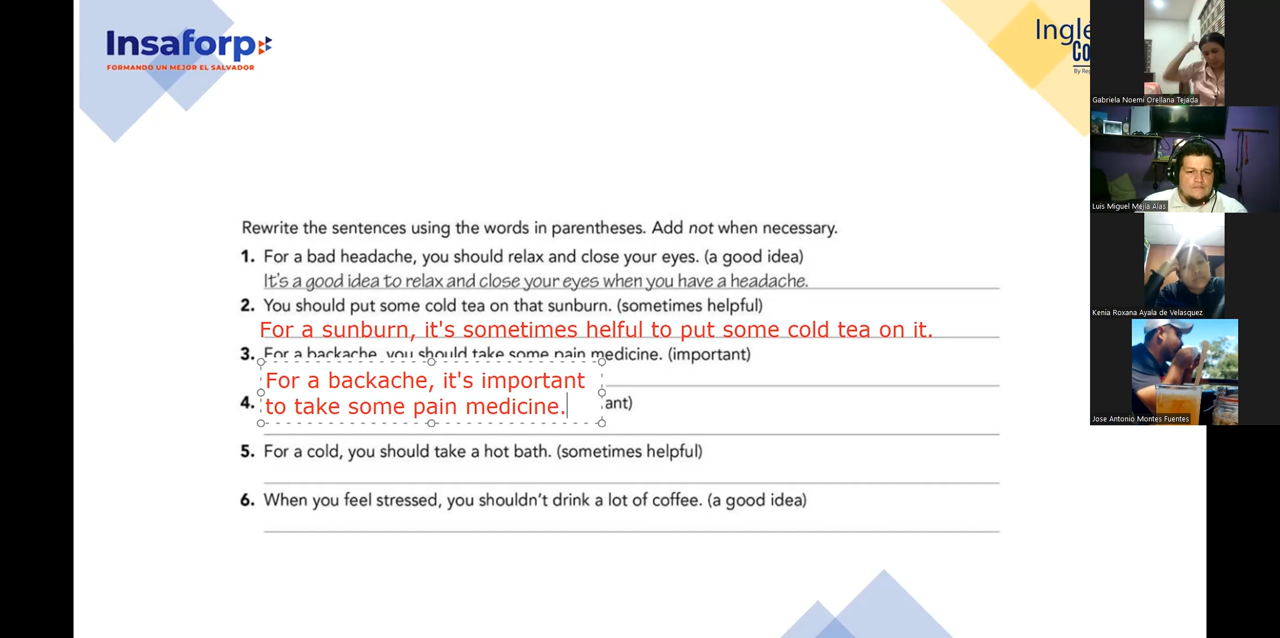 Insaforp
FORMANDO UN MEJOR EL SALVADOR
Rewrite the sentences using the words in parentheses. Add not when necessary.
1. For a bad headache, you should relax and close your eyes. (a good idea)
It's a good idea to relax and close your eyes when you have a headache.
2. You should put some cold tea on that sunburn. (sometimes helpful)
For a sunburn, it's sometimes helful to put some cold tea on it.
3. For a backache, you should take some pain medicine. (important)
For a backache, it's important
to take some pain medicine.
4.
5. For a cold, you should take a hot bath. (sometimes helpful)
6. When you feel stressed, you shouldn't drink a lot of coffee. (a good idea)
Gabriela Noemi Orellana Tejada
Luis Miguel Mejia Alas
Kenia Roxana Ayala de Velasquez
Jose Antonio Montes Fuentes